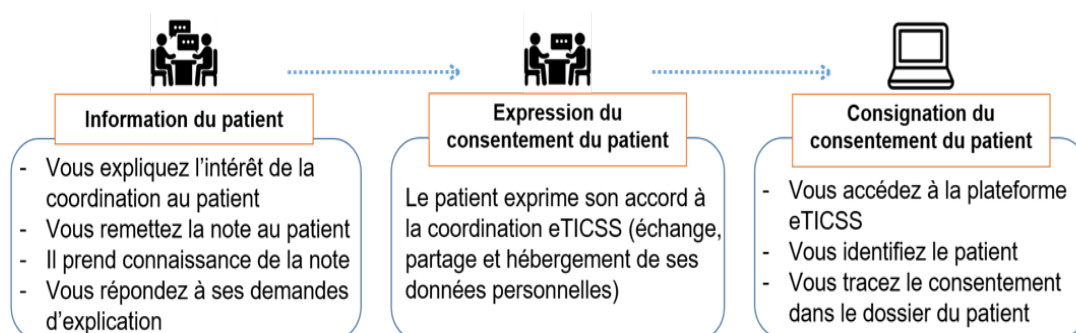 Information du patient
- Vous expliquez l'intérêt de la
coordination au patient
- Vous remettez la note au patient
- Il prend connaissance de la note
- Vous répondez à ses demandes
d'explication
Expression du
consentement du patient
Le patient exprime son accord à
la coordination eTICSS (échange,
partage et hébergement de ses
données personnelles)
Consignation du
consentement du patient
- Vous accédez à la plateforme
eTICSS
- Vous identifiez le patient
- Vous tracez le consentement
dans le dossier du patient